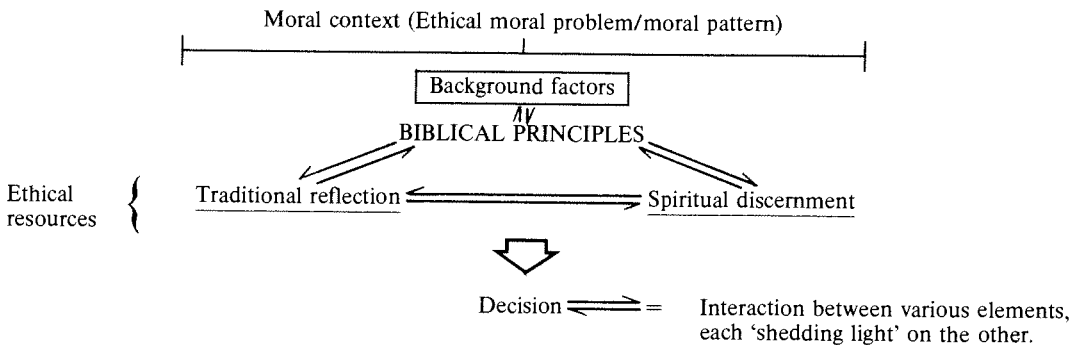 Moral context (Ethical moral problem/moral pattern)
Background factors
BIBLICAL PRINCIPLES
Ethical
resources
Traditional reflection
Spiritual discernment
Decision
= Interaction between various elements,
each ‘shedding light’ on the other.